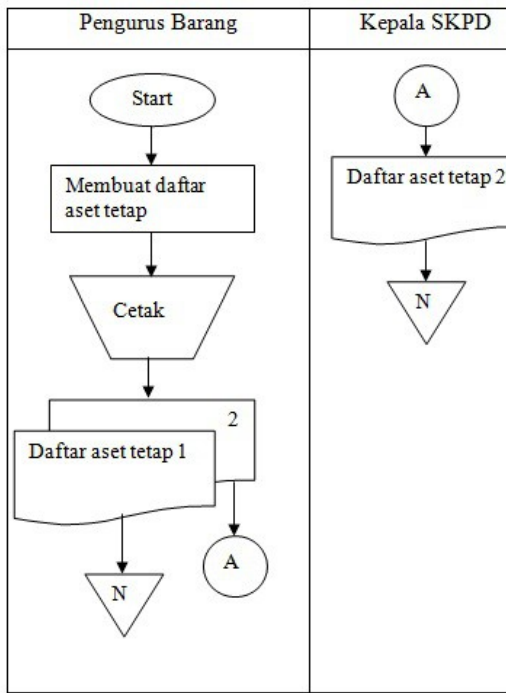 Pengurus Barang
Kepala SKPD
Start
Membuat daftar
aset tetap
Cetak
2
Daftar aset tetap 1
N
A
A
Daftar aset tetap 2
N